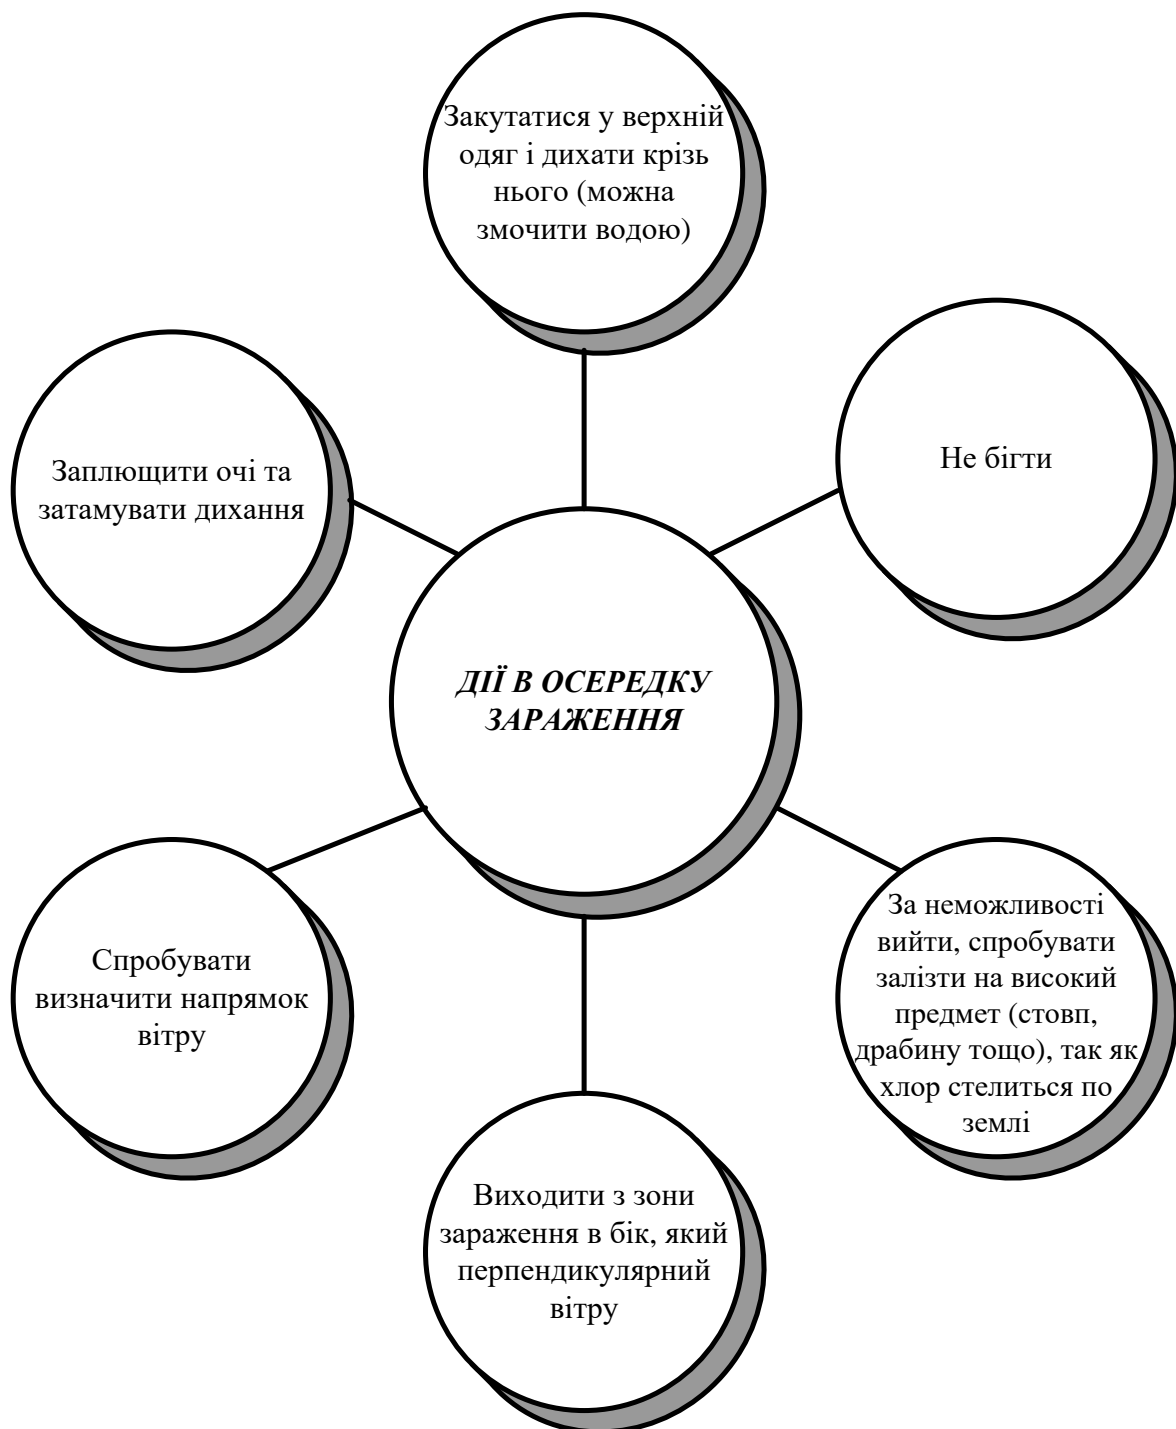 Закутатися у верхній
одяг і дихати крізь
нього (можна
змочити водою)
Не бігти
Заплющити очі та
затамувати дихання
ДІЇ В ОСЕРЕДКУ
ЗАРАЖЕННЯ
За неможливості
вийти, спробувати
залізти на високий
предмет (стовп,
драбину тощо), так як
хлор стелиться по
землі
Спробувати
визначити напрямок
вітру
Виходити з зони
зараження в бік, який
перпендикулярний
вітру